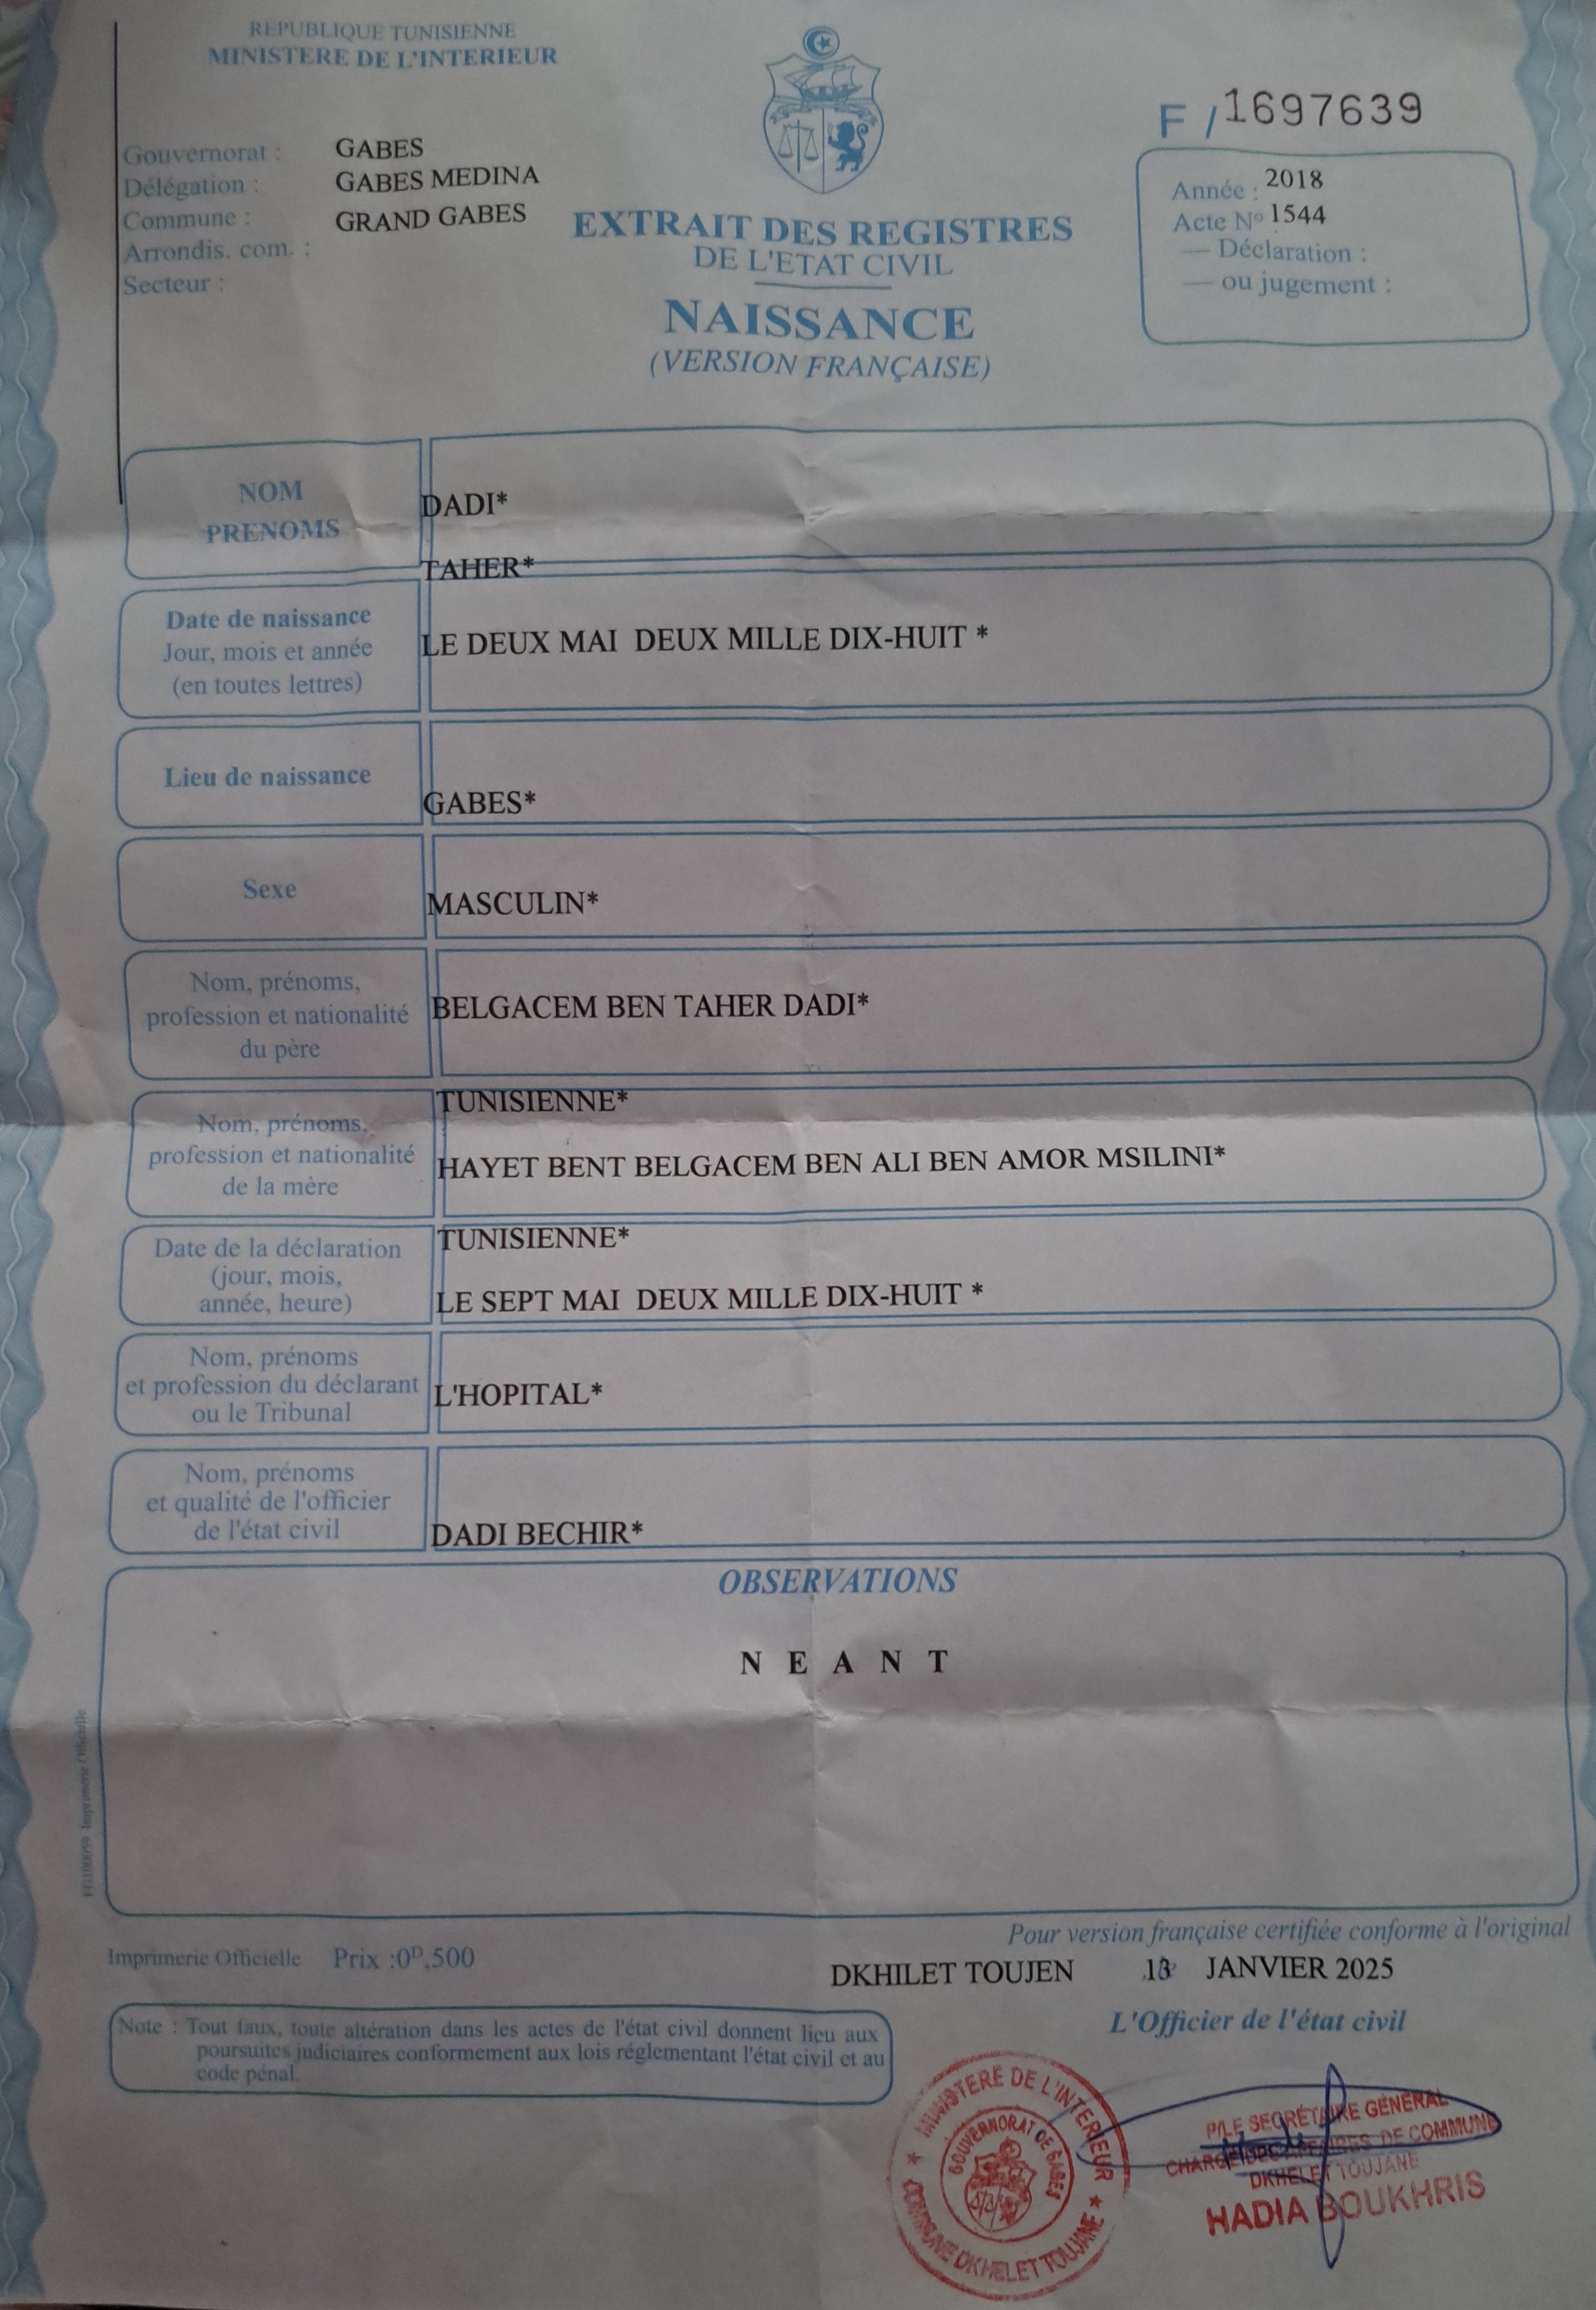 REPUBLIQUE TUNISIENNE
MINISTERE DE L'INTERIEUR
Gouvernorat : GABES
Délégation : GABES MEDINA
Commune : GRAND GABES
Arrondis. com. :
Secteur :
EXTRAIT DES REGISTRES
DE L'ETAT CIVIL
NAISSANCE
(VERSION FRANÇAISE)
F / 1697639
Année : 2018
Acte Nº 1544
— Déclaration :
— ou jugement :
NOM
PRENOMS
DADI*
TAHER*
Date de naissance
Jour, mois et année
(en toutes lettres)
LE DEUX MAI DEUX MILLE DIX-HUIT *
Lieu de naissance
GABES*
Sexe
MASCULIN*
Nom, prénoms,
profession et nationalité
du père
BELGACEM BEN TAHER DADI*
TUNISIENNE*
Nom, prénoms,
profession et nationalité
de la mère
HAYET BENT BELGACEM BEN ALI BEN AMOR MSILINI*
TUNISIENNE*
Date de la déclaration
(jour, mois,
année, heure)
LE SEPT MAI DEUX MILLE DIX-HUIT *
Nom, prénoms
et profession du déclarant
ou le Tribunal
L'HOPITAL*
Nom, prénoms
et qualité de l'officier
de l'état civil
DADI BECHIR*
OBSERVATIONS
N E A N T
Imprimerie Officielle
Pour version française certifiée conforme à l'original
Imprimerie Officielle Prix :0ᴰ,500
DKHILET TOUJEN JANVIER 2025
L'Officier de l'état civil
Note : Tout faux, toute altération dans les actes de l'état civil donnent lieu aux
poursuites judiciaires conformement aux lois réglementant l'état civil et au
code pénal.
MINISTERE DE L'INTERIEUR
GOUVERNORAT DE GABES
COMMUNE DKHELET TOUJANE
P/LE SECRÉTAIRE GÉNÉRAL
DE COMMUNE
DKHELET TOUJANE
HADIA BOUKHRIS